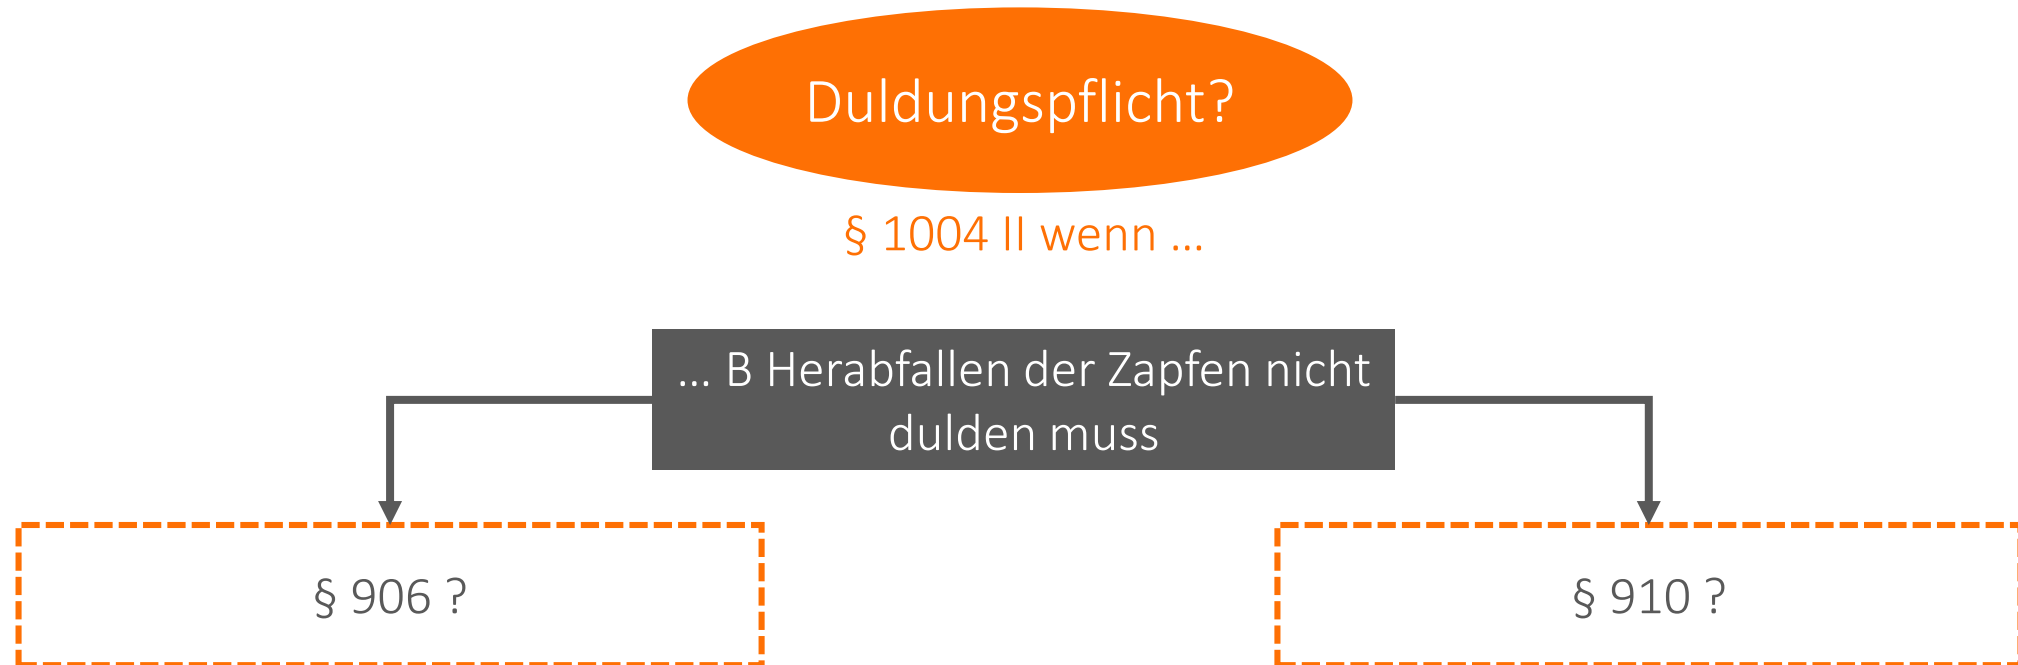 Duldungspflicht?
§ 1004 II wenn ...
... B Herabfallen der Zapfen nicht
dulden muss
§ 906 ?
§ 910 ?